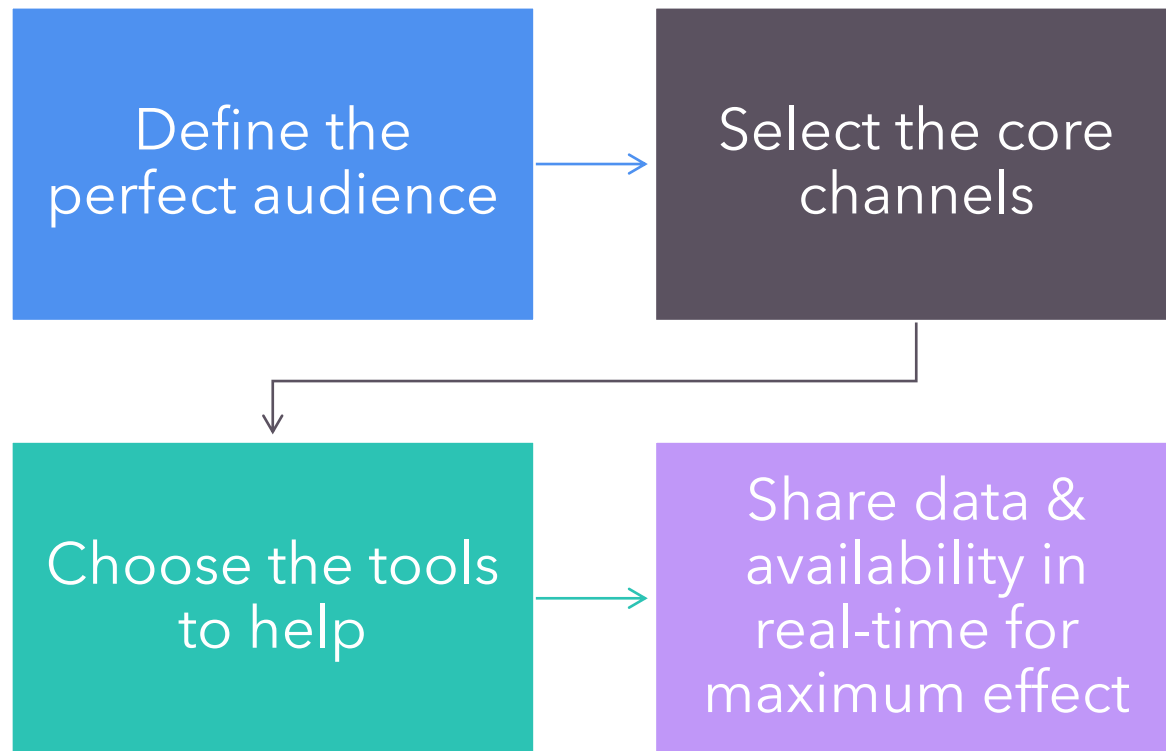 Define the
perfect audience
Select the core
channels
Choose the tools
to help
Share data &
availability in
real-time for
maximum effect